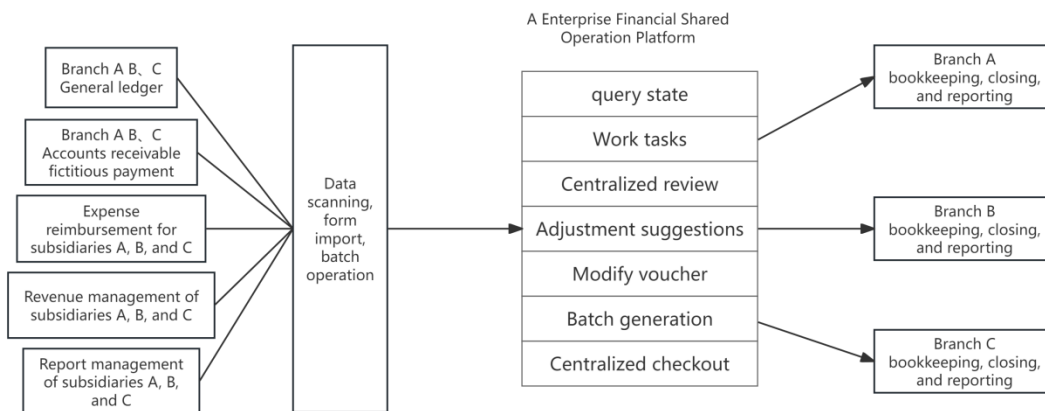 A Enterprise Financial Shared
Operation Platform
Branch A B、C
General ledger
Branch A B、C
Accounts receivable
fictitious payment
Expense
reimbursement for
subsidiaries A, B, and C
Revenue management of
subsidiaries A, B, and C
Report management
of subsidiaries A, B,
and C
Data
scanning,
form
import,
batch
operation
query state
Work tasks
Centralized review
Adjustment suggestions
Modify voucher
Batch generation
Centralized checkout
Branch A
bookkeeping, closing,
and reporting
Branch B
bookkeeping, closing,
and reporting
Branch C
bookkeeping, closing,
and reporting